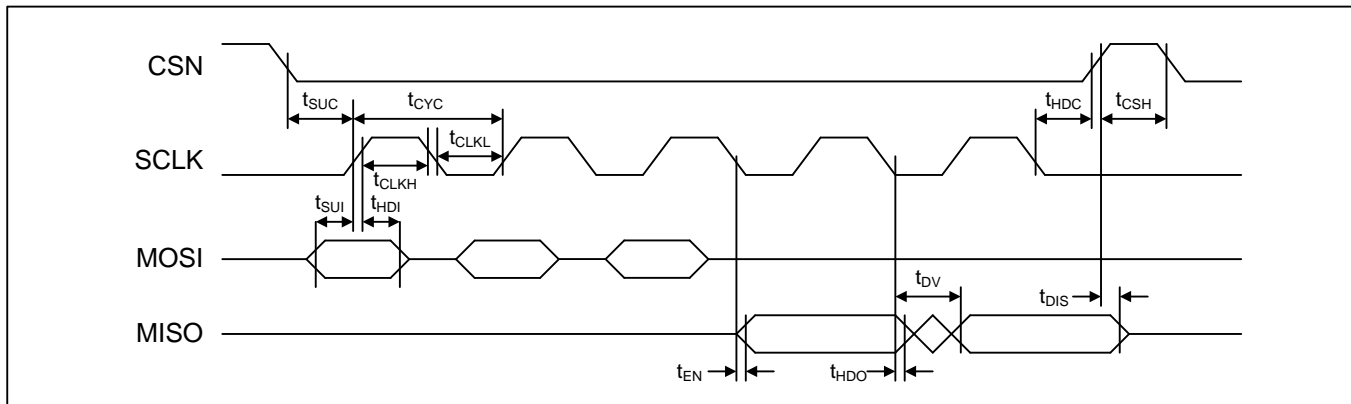 CSN
tSUC
tCYC
tHDC
tCSH
tCLKL
SCLK
tCLKH
tSUI
tHDI
MOSI
tDV
tDIS
MISO
tEN
tHDO